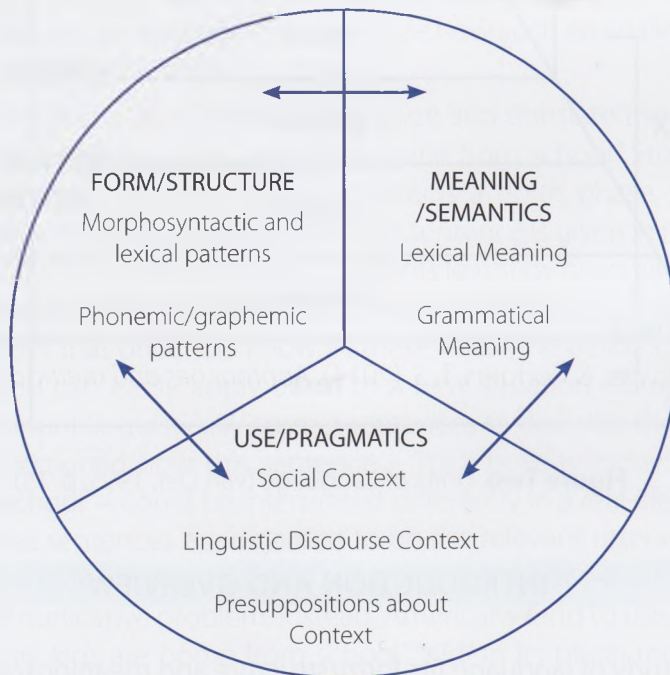 FORM/STRUCTURE
Morphosyntactic and
lexical patterns
Phonemic/graphemic
patterns
MEANING
/SEMANTICS
Lexical Meaning
Grammatical
Meaning
USE/PRAGMATICS
Social Context
Linguistic Discourse Context
Presuppositions about
Context